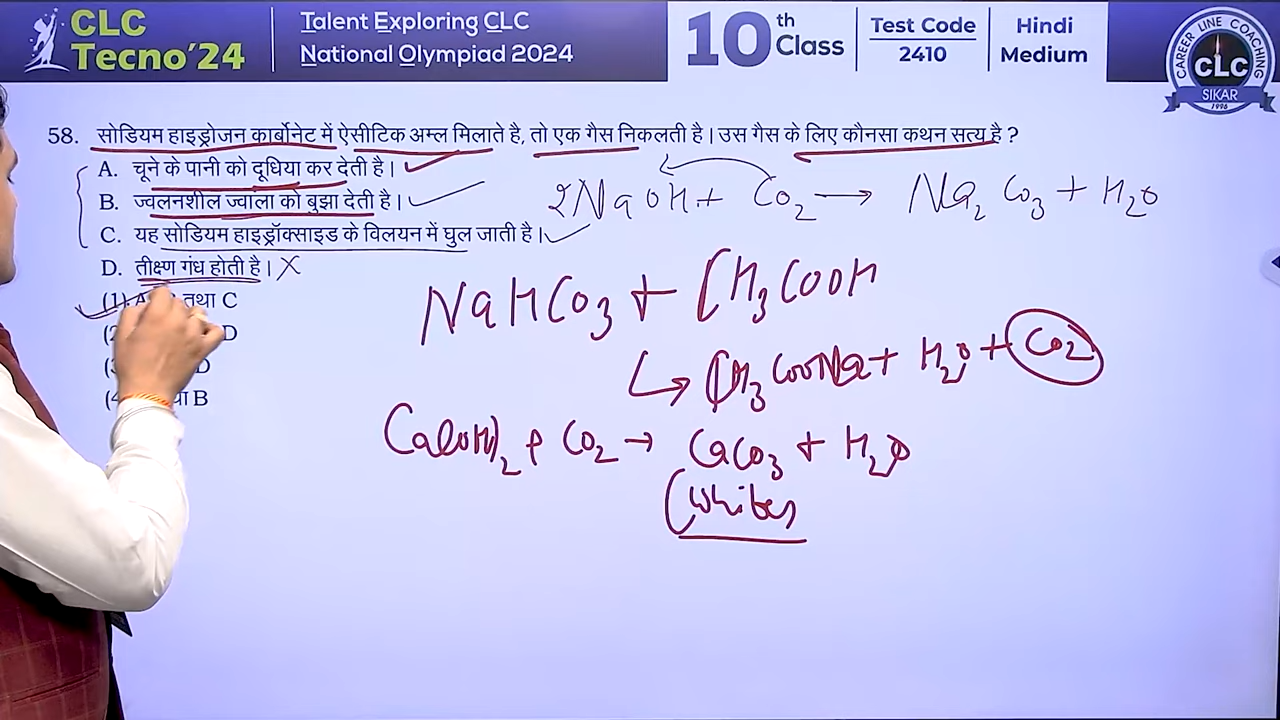 CLC
Tecno'24
Talent Exploring CLC
National Olympiad 2024
10th Class
Test Code
2410
Hindi
Medium
CAREER LINE COACHING
CLC
SIKAR
1996
58. सोडियम हाइड्रोजन कार्बोनेट में ऐसीटिक अम्ल मिलाते है, तो एक गैस निकलती है। उस गैस के लिए कौनसा कथन सत्य है ?
A. चूने के पानी को दूधिया कर देती है।
B. ज्वलनशील ज्वाला को बुझा देती है।
C. यह सोडियम हाइड्रॉक्साइड के विलयन में घुल जाती है।
D. तीक्ष्ण गंध होती है।
(1) तथा C
D
D
B
2NaOH + CO2 → Na2CO3 + H2O
NaHCO3 + CH3COOH
↳ CH3COONa + H2O + CO2
Ca(OH)2 + CO2 → CaCO3 + H2O